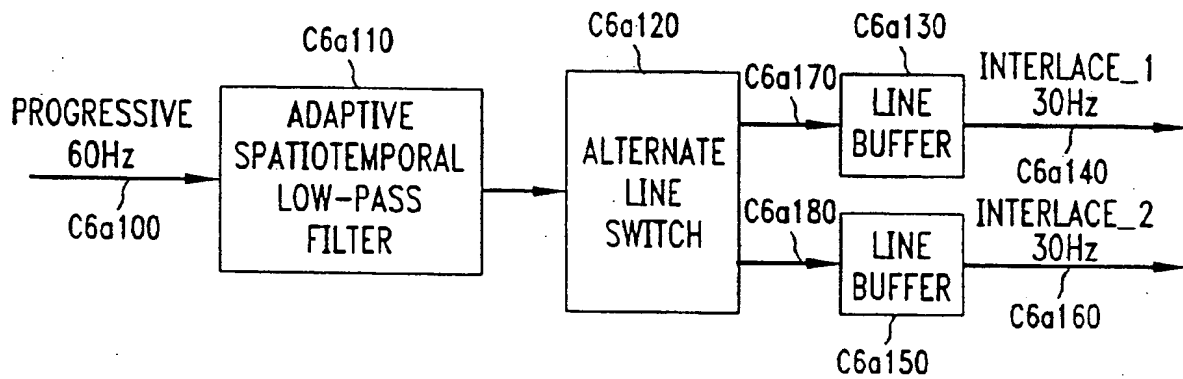 C6a110
C6a120
C6a130
PROGRESSIVE
60Hz
C6a100
ADAPTIVE
SPATIOTEMPORAL
LOW-PASS
FILTER
ALTERNATE
LINE
SWITCH
C6a170
LINE
BUFFER
INTERLACE_1
30Hz
C6a140
C6a180
LINE
BUFFER
INTERLACE_2
30Hz
C6a160
C6a150